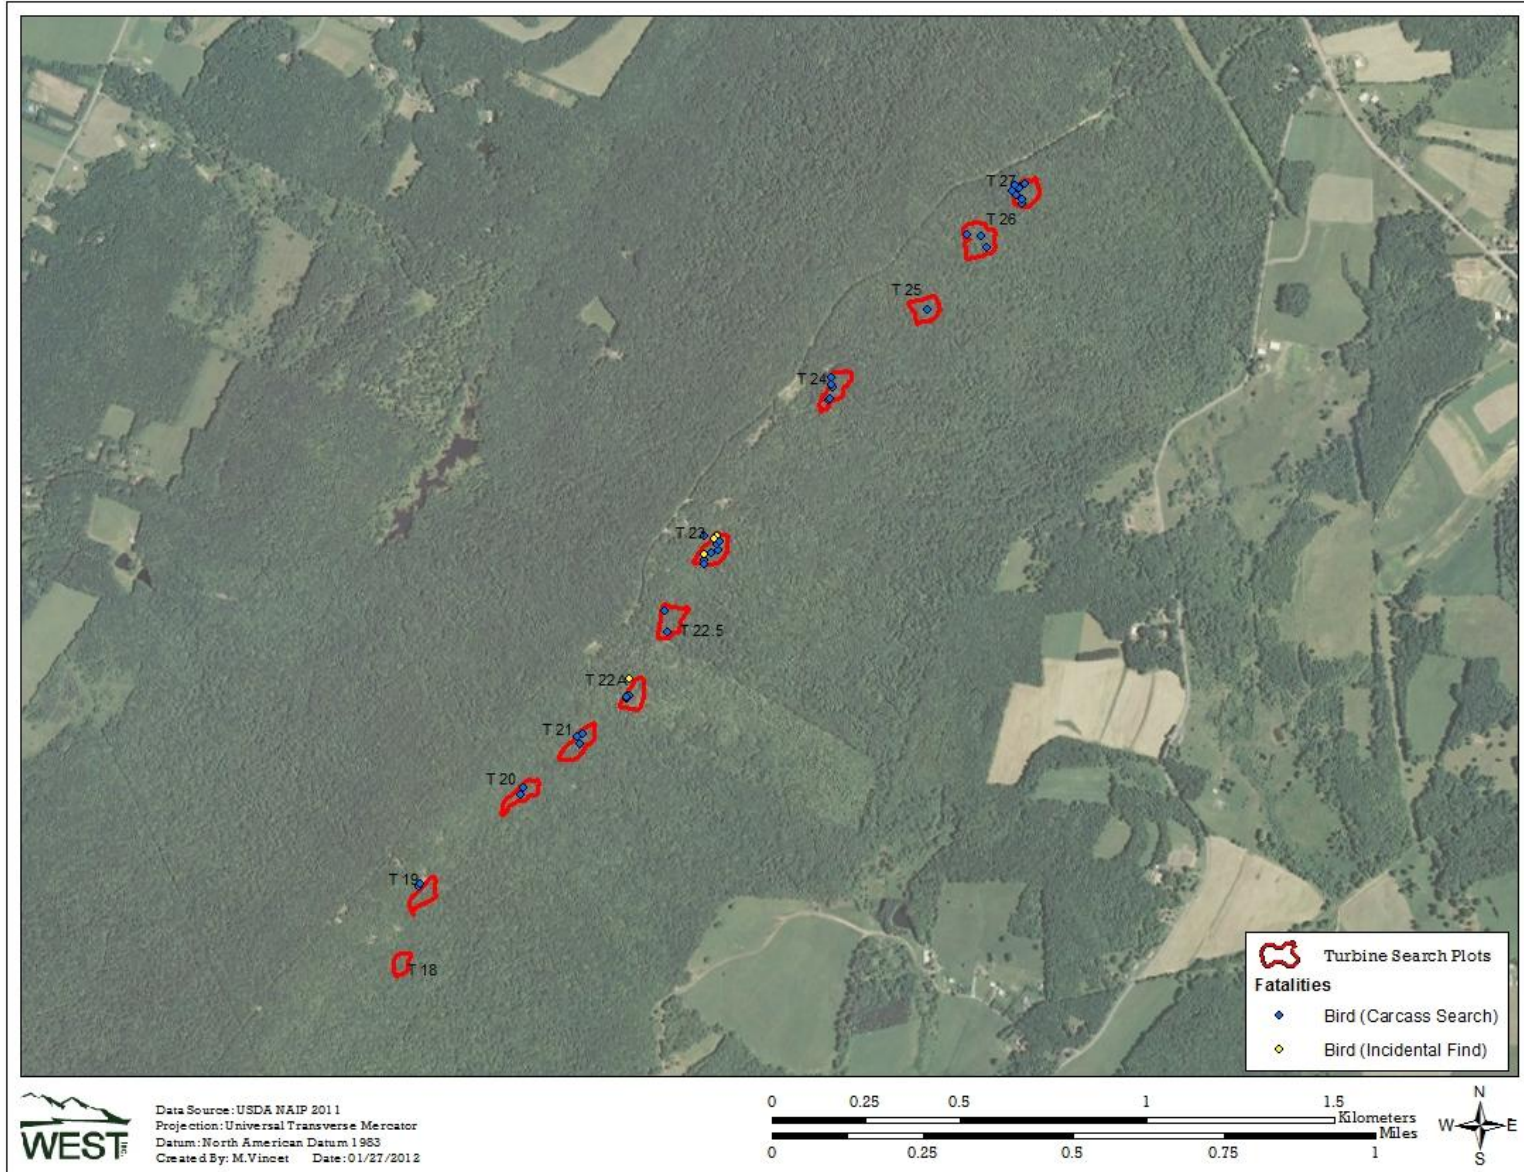 T 27
T 26
T 25
T 24
T 23
T 22.5
T 22A
T 21
T 20
T 19
T 18
Turbine Search Plots
Fatalities
Bird (Carcass Search)
Bird (Incidental Find)
WEST INC.
Data Source: USDA NAIP 2011
Projection: Universal Transverse Mercator
Datum: North American Datum 1983
Created By: M.Vincet Date: 01/27/2012
0 0.25 0.5 1 1.5
Kilometers
Miles
0 0.25 0.5 0.75 1
N
W E
S